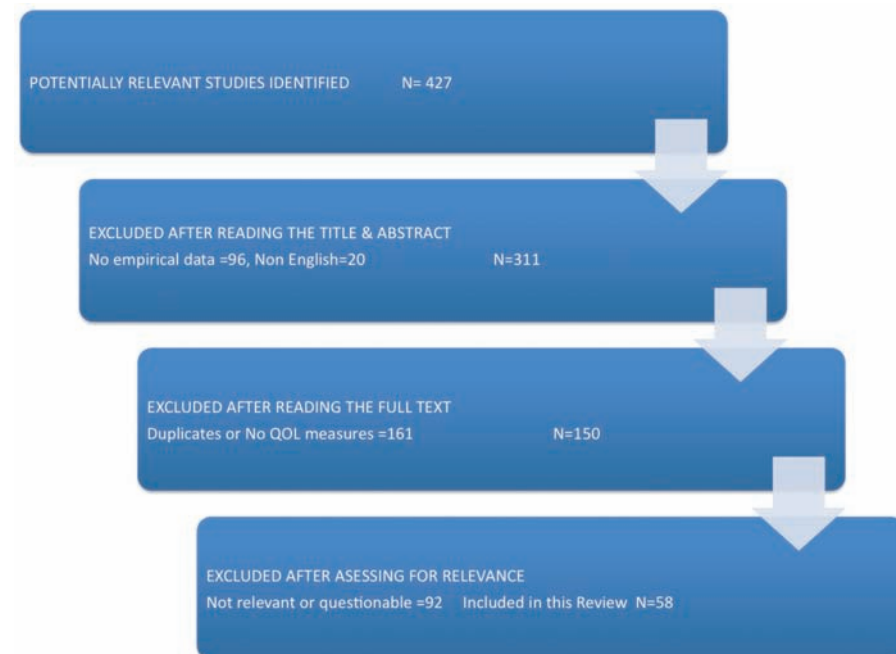 POTENTIALLY RELEVANT STUDIES IDENTIFIED N= 427
EXCLUDED AFTER READING THE TITLE & ABSTRACT
No empirical data =96, Non English=20 N=311
EXCLUDED AFTER READING THE FULL TEXT
Duplicates or No QOL measures =161 N=150
EXCLUDED AFTER ASESSING FOR RELEVANCE
Not relevant or questionable =92 Included in this Review N=58